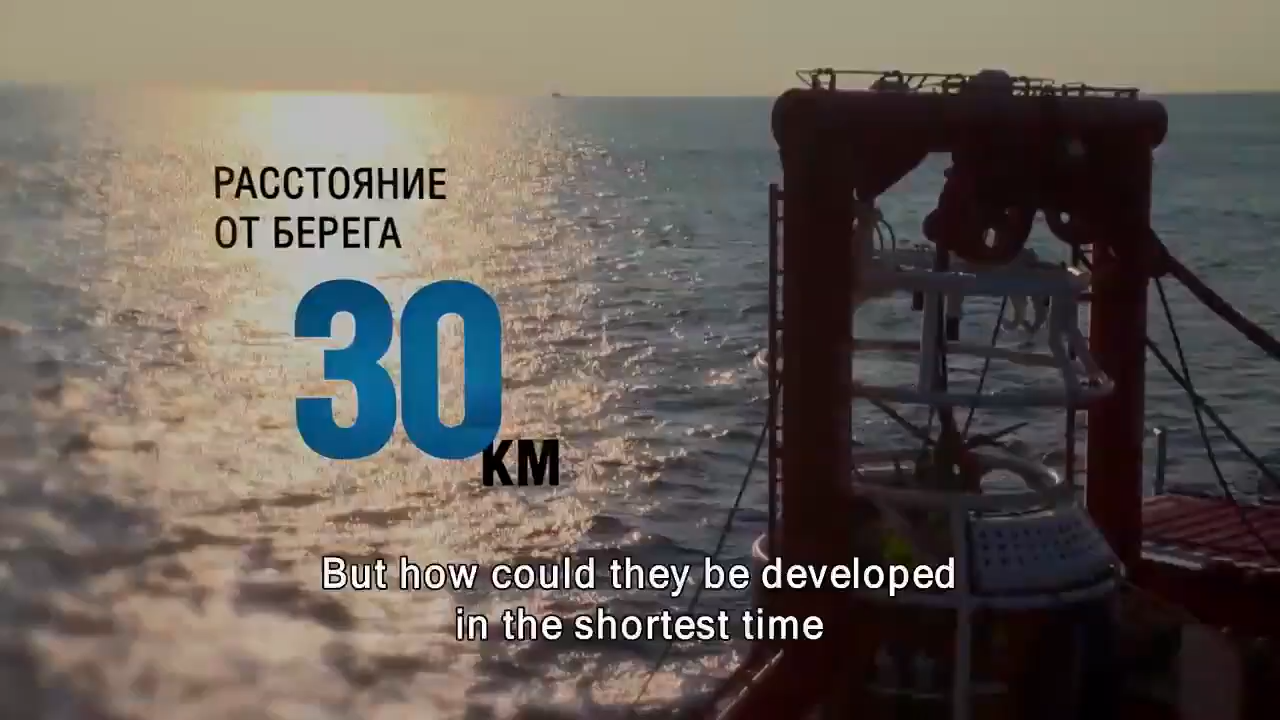 РАССТОЯНИЕ
ОТ БЕРЕГА
30 КМ
But how could they be developed
in the shortest time